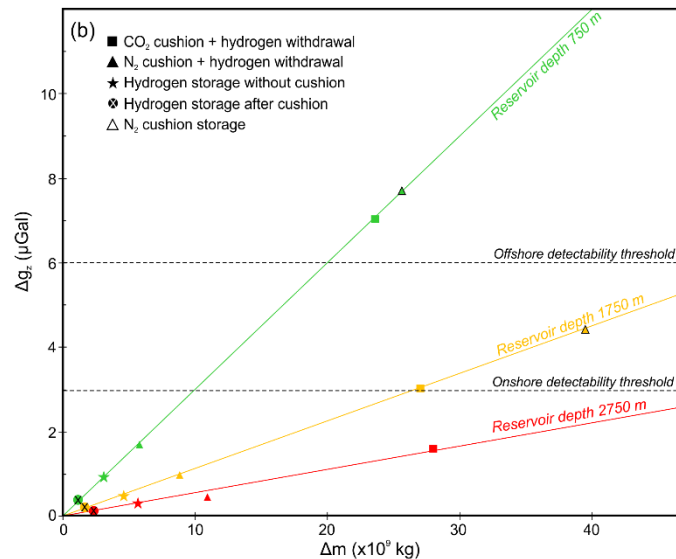 (b)
CO₂ cushion + hydrogen withdrawal
N₂ cushion + hydrogen withdrawal
Hydrogen storage without cushion
Hydrogen storage after cushion
N₂ cushion storage
Reservoir depth 750 m
Offshore detectability threshold
Reservoir depth 1750 m
Onshore detectability threshold
Reservoir depth 2750 m
Δg_z (μGal)
10
8
6
4
2
0
0
10
20
30
40
Δm (x10⁹ kg)